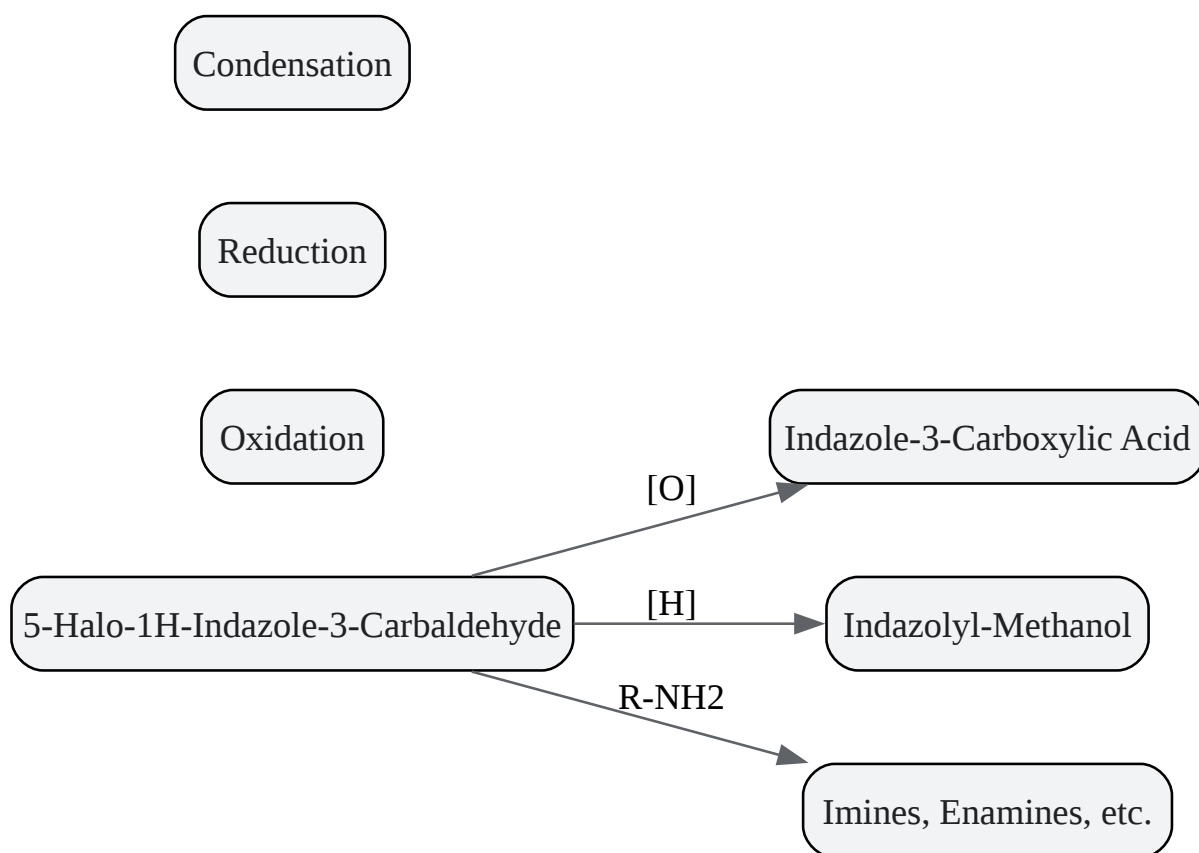 Condensation
Reduction
Oxidation
Indazole-3-Carboxylic Acid
[O]
5-Halo-1H-Indazole-3-Carbaldehyde
[H]
Indazolyl-Methanol
R-NH2
Imines, Enamines, etc.